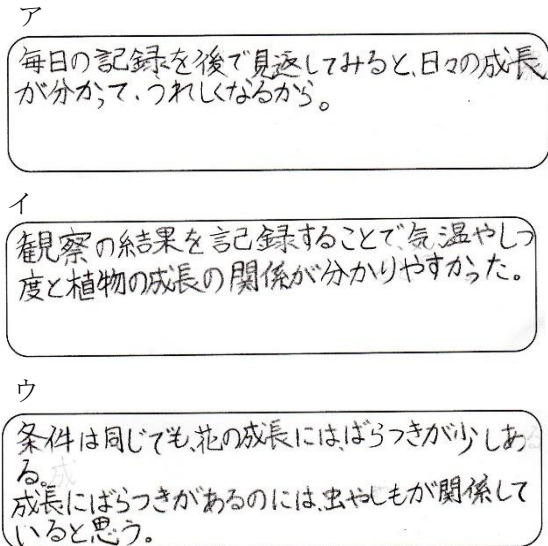 ア
毎日の記録を後で見返してみると、日々の成長
が分かって、うれしくなるから。
イ
観察の結果を記録することで、気温やしつ
度と植物の成長の関係が分かりやすかった。
ウ
条件は同じでも、花の成長には、ばらつきが少しあ
る。
成長にばらつきがあるのには、虫やしもが関係して
いると思う。